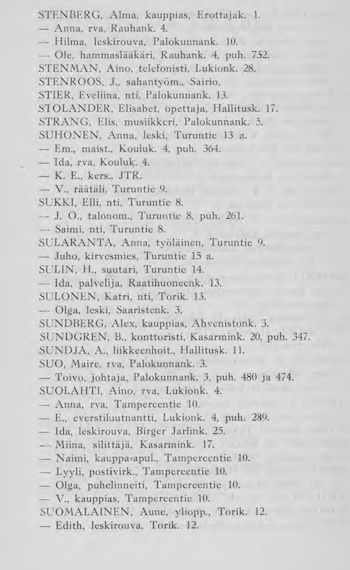 STENBERG, Alma, kauppias, Erottajak. 1.
— Anna, rva, Rauhank. 4.
— Hilma, leskirouva, Palokunnank. 10.
— Ole, hammaslääkäri, Rauhank. 4, puh. 752.
STENMAN, Aino, telefonisti, Lukionk. 28.
STENROOS, J., sahantyöm., Sairio.
STIER, Eveliina, nti, Palokunnank. 13.
STOLANDER, Elisabet, opettaja, Hallitusk. 17.
STRANG, Elis, musiikkeri, Palokunnank. 5.
SUHONEN, Anna, leski, Turuntie 13 a.
— Em., maist., Kouluk. 4, puh. 364.
— Ida, rva, Kouluk. 4.
— K. E., kers., JTR.
— V., räätäli, Turuntie 9.
SUKKI, Elli, nti, Turuntie 8.
— J. O., talonom., Turuntie 8, puh. 261.
— Saimi, nti, Turuntie 8.
SULARANTA, Anna, työläinen, Turuntie 9.
— Juho, kirvesmies, Turuntie 15 a.
SULIN, H., suutari, Turuntie 14.
— Ida, palvelija, Raatihuoneenk. 13.
SULONEN, Katri, nti, Torik. 13.
— Olga, leski, Saaristenk. 3.
SUNDBERG, Alex, kauppias, Ahvenistonk. 3.
SUNDGREN, B., konttoristi, Kasarmink. 20, puh. 347.
SUNDJA, A., liikkeenhoit., Hallitusk. 11.
SUO, Maire, rva, Palokunnank. 3.
— Toivo, johtaja, Palokunnank. 3, puh. 480 ja 474.
SUOLAHTI, Aino, rva, Lukionk. 4.
— Anna, rva, Tampereentie 10.
— E., everstiluutnantti, Lukionk. 4, puh. 289.
— Ida, leskirouva, Birger Jarlink. 25.
— Miina, silittäjä, Kasarmink. 17.
— Naimi, kauppa-apul., Tampereentie 10.
— Lyyli, postivirk., Tampereentie 10.
— Olga, puhelinneiti, Tampereentie 10.
— V., kauppias, Tampereentie 10.
SUOMALAINEN, Aune, yliopp., Torik. 12.
— Edith, leskirouva, Torik. 12.